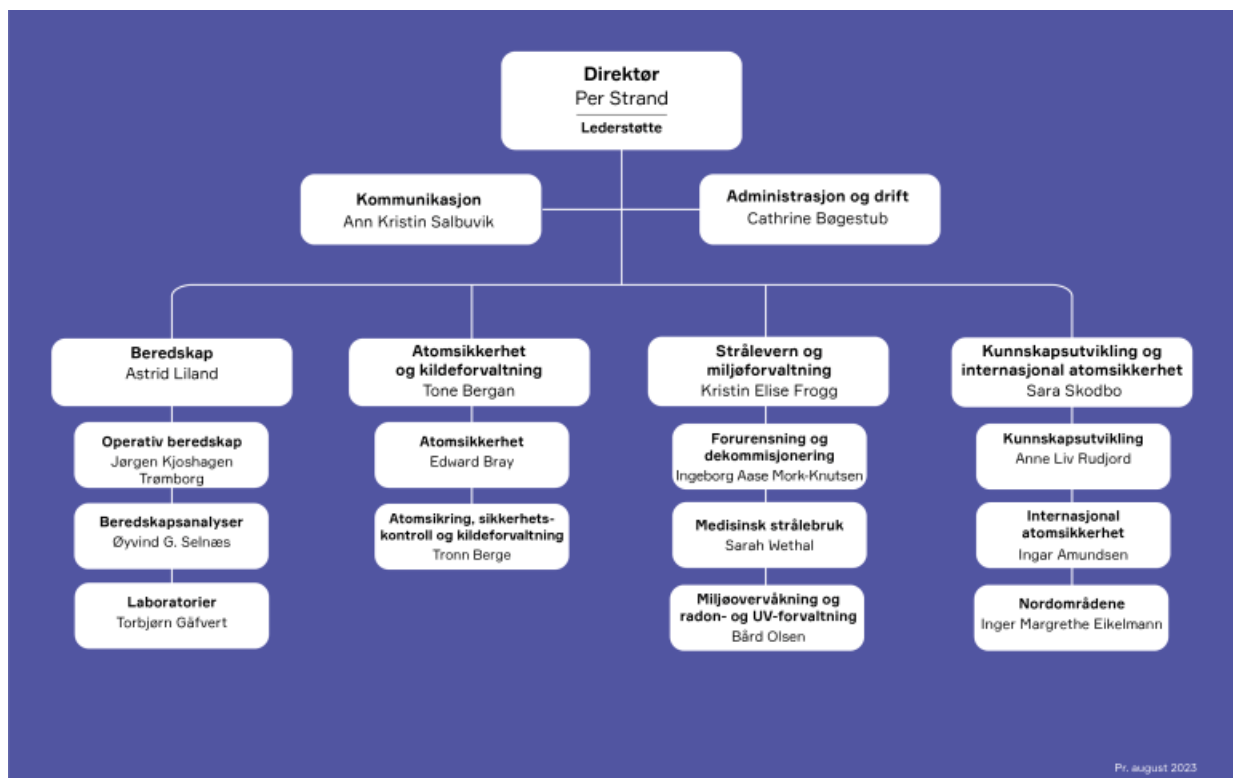 Direktør
Per Strand
Lederstøtte
Kommunikasjon
Ann Kristin Salbuvik
Administrasjon og drift
Cathrine Bøgestub
Beredskap
Astrid Liland
Operativ beredskap
Jørgen Kjoshagen
Trømborg
Beredskapsanalyser
Øyvind G. Selnæs
Laboratorier
Torbjørn Gäfvert
Atomsikkerhet
og kildeforvaltning
Tone Bergan
Atomsikkerhet
Edward Bray
Atomsikring, sikkerhets-
kontroll og kildeforvaltning
Tronn Berge
Strålevern og
miljøforvaltning
Kristin Elise Frogg
Forurensning og
dekommisjonering
Ingeborg Aase Mork-Knutsen
Medisinsk strålebruk
Sarah Wethal
Miljøovervåkning og
radon- og UV-forvaltning
Bård Olsen
Kunnskapsutvikling og
internasjonal atomsikkerhet
Sara Skodbo
Kunnskapsutvikling
Anne Liv Rudjord
Internasjonal
atomsikkerhet
Ingar Amundsen
Nordområdene
Inger Margrethe Eikelmann
Pr. august 2023